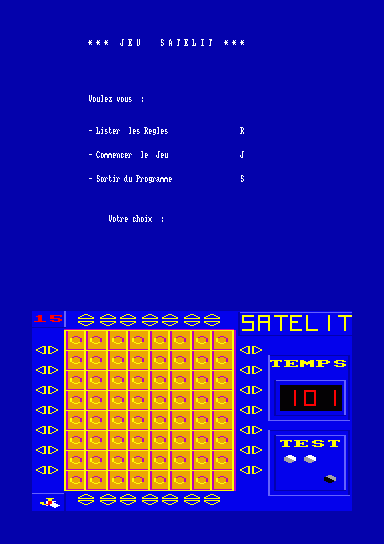 *** JEU SATELIT ***
Voulez vous :
- Lister les Regles R
- Commencer le Jeu J
- Sortir du Programme S
Votre choix :
16
SATELIT
TEMPS
101
TEST